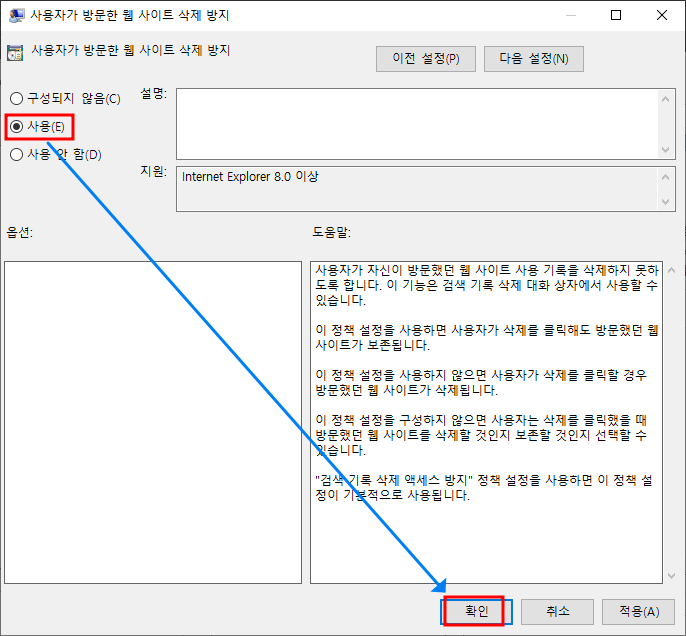 사용자가 방문한 웹 사이트 삭제 방지
사용자가 방문한 웹 사이트 삭제 방지
이전 설정(P)
다음 설정(N)
구성되지 않음(C)
설명:
사용(E)
사용 안 함(D)
지원:
Internet Explorer 8.0 이상
옵션:
도움말:
사용자가 자신이 방문했던 웹 사이트 사용 기록을 삭제하지 못하
도록 합니다. 이 기능은 검색 기록 삭제 대화 상자에서 사용할 수
있습니다.
이 정책 설정을 사용하면 사용자가 삭제를 클릭해도 방문했던 웹
사이트가 보존됩니다.
이 정책 설정을 사용하지 않으면 사용자가 삭제를 클릭할 경우
방문했던 웹 사이트가 삭제됩니다.
이 정책 설정을 구성하지 않으면 사용자는 삭제를 클릭했을 때
방문했던 웹 사이트를 삭제할 것인지 보존할 것인지 선택할 수
있습니다.
"검색 기록 삭제 액세스 방지" 정책 설정을 사용하면 이 정책 설
정이 기본적으로 사용됩니다.
확인
취소
적용(A)